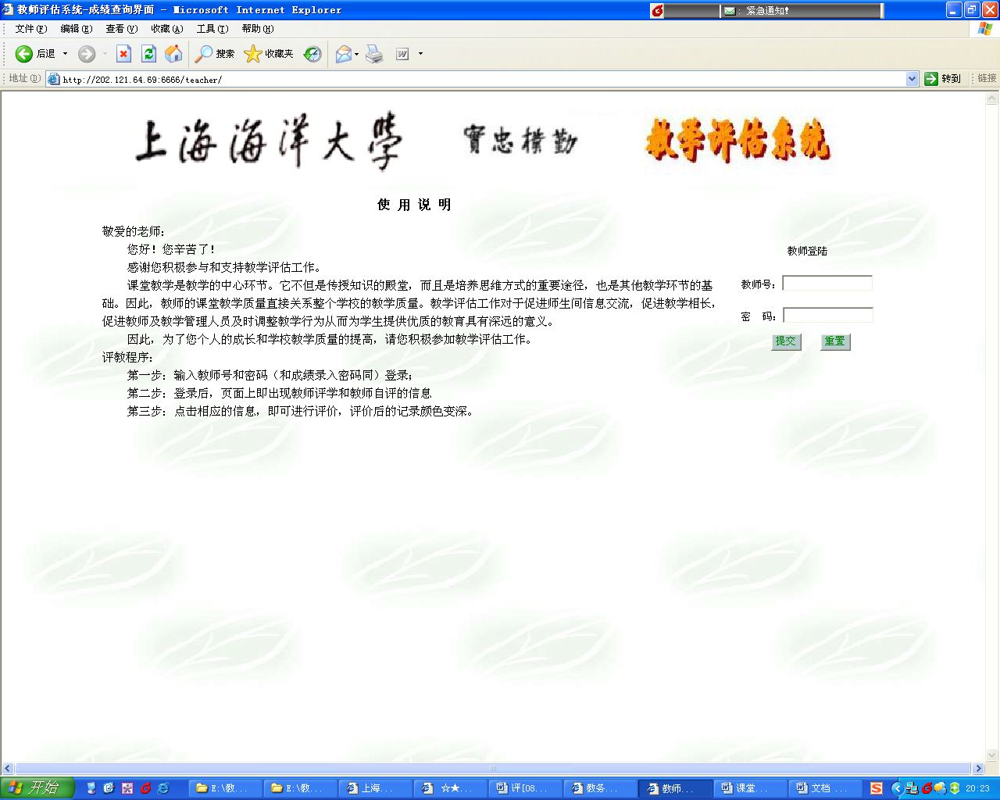 教师评估系统-成绩查询界面 - Microsoft Internet Explorer
: 紧急通知!
文件(F) 编辑(E) 查看(V) 收藏(A) 工具(T) 帮助(H)
后退 搜索 收藏夹
地址(D) http://202.121.64.69:6666/teacher/ 转到 链接
上海海洋大學 實忠樸勤 教学评估系统
使 用 说 明
敬爱的老师:
您好! 您辛苦了!
感谢您积极参与和支持教学评估工作。
课堂教学是教学的中心环节。它不但是传授知识的殿堂, 而且是培养思维方式的重要途径, 也是其他教学环节的基
础。因此, 教师的课堂教学质量直接关系整个学校的教学质量。教学评估工作对于促进师生间信息交流, 促进教学相长,
促进教师及教学管理人员及时调整教学行为从而为学生提供优质的教育具有深远的意义。
因此, 为了您个人的成长和学校教学质量的提高, 请您积极参加教学评估工作。
评教程序:
第一步: 输入教师号和密码 (和成绩录入密码同) 登录;
第二步: 登录后, 页面上即出现教师评学和教师自评的信息
第三步: 点击相应的信息, 即可进行评价, 评价后的记录颜色变深。
教师登陆
教师号:
密 码:
提交 重置
开始 E:\教... E:\教... 上海... ☆★... 评[08... 教务... 教师... 课堂... 文档 ... 20:23